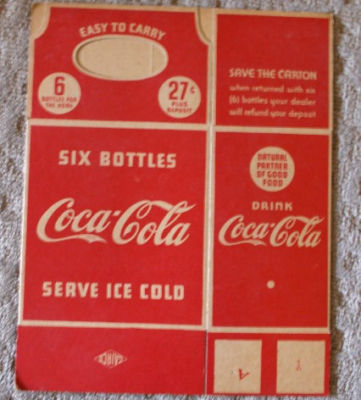 EASY TO CARRY
6
BOTTLES FOR
THE HOME
27¢
PLUS
DEPOSIT
SIX BOTTLES
Coca-Cola
SERVE ICE COLD
SAVE THE CARTON
when returned with six
(6) bottles your dealer
will refund your deposit
NATURAL
PARTNER
OF GOOD
FOOD
DRINK
Coca-Cola